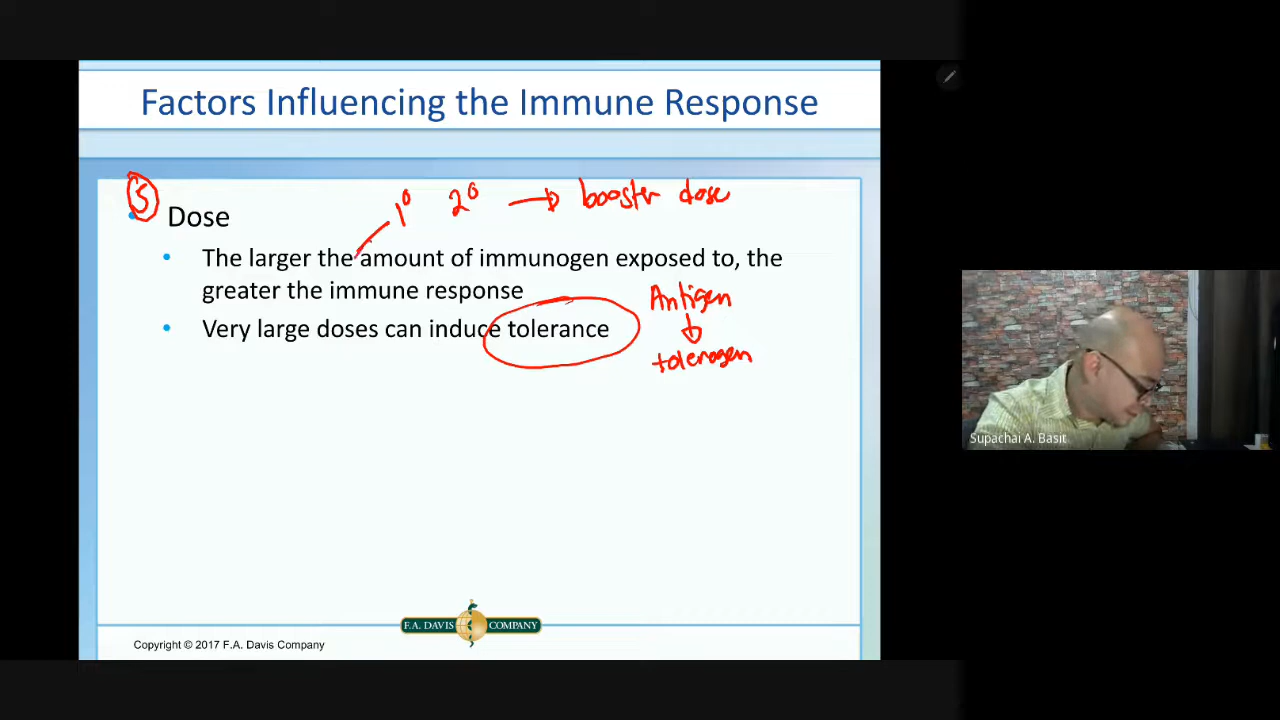 Factors Influencing the Immune Response
5
1° 2° → booster dose
• Dose
• The larger the amount of immunogen exposed to, the
greater the immune response
Antigen
• Very large doses can induce tolerance
↓
tolerogen
Supachai A. Basit
F.A. DAVIS COMPANY
Copyright © 2017 F.A. Davis Company